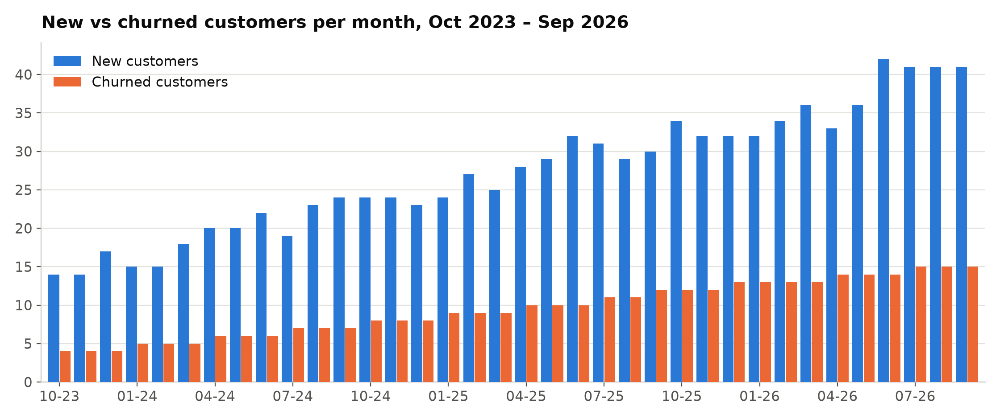 New vs churned customers per month, Oct 2023 – Sep 2026
New customers
Churned customers
40
35
30
25
20
15
10
5
0
10-23 01-24 04-24 07-24 10-24 01-25 04-25 07-25 10-25 01-26 04-26 07-26